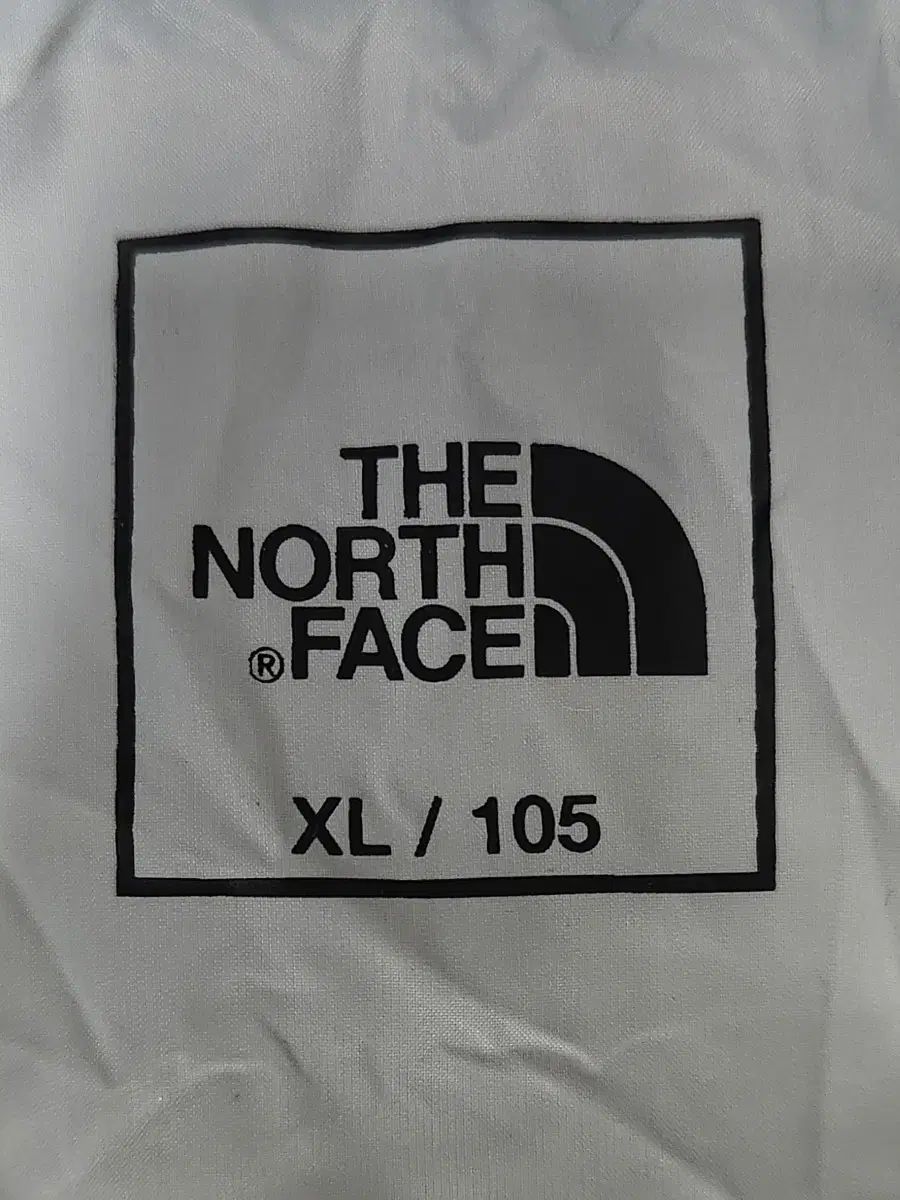 THE
NORTH
®FACE
XL / 105